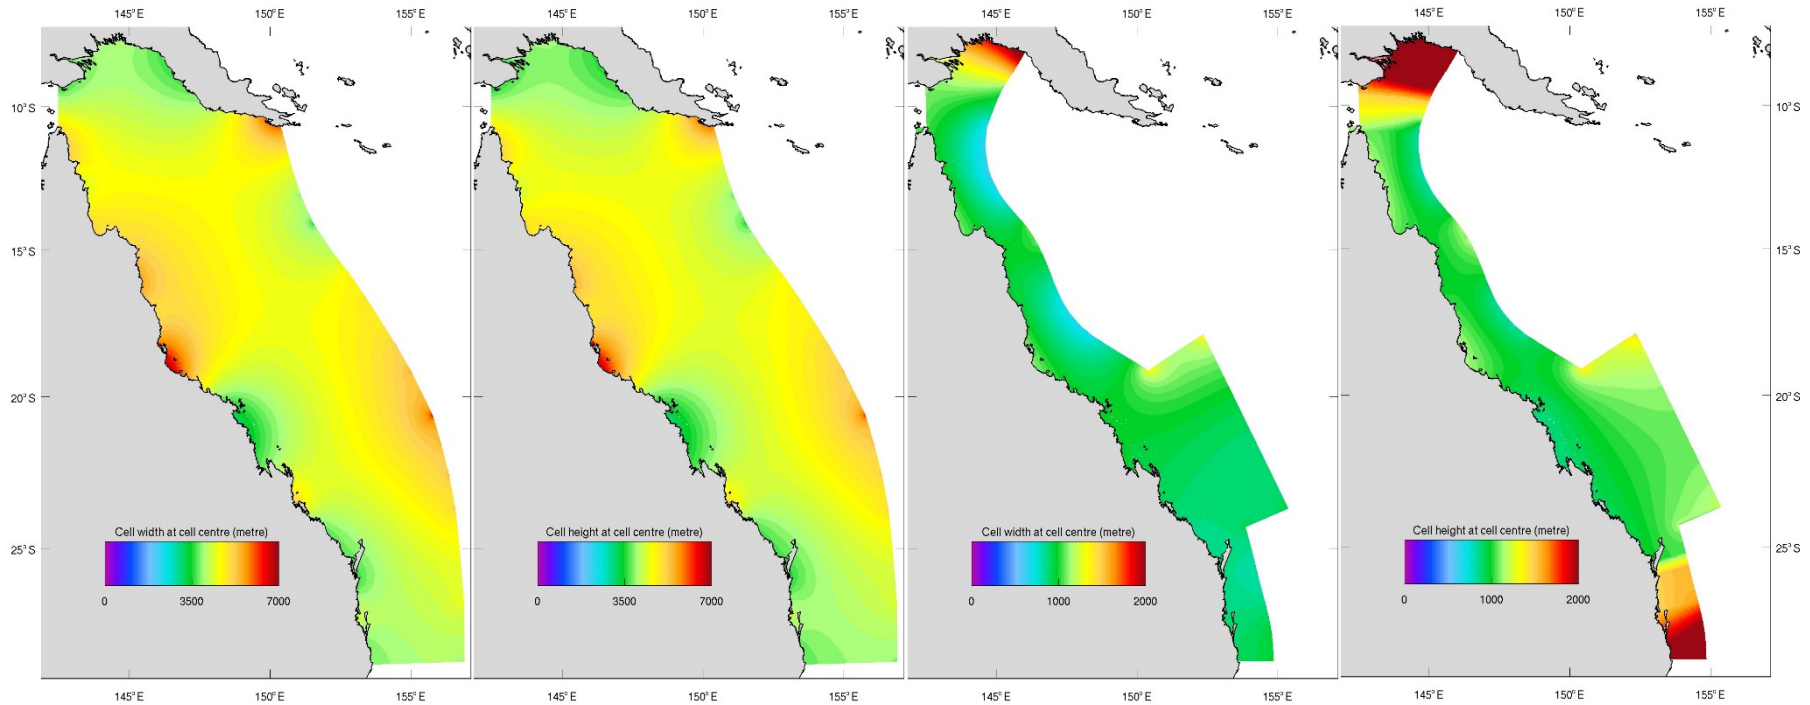 145°E 150°E 155°E 145°E 150°E 155°E 145°E 150°E 155°E 145°E 150°E 155°E
10°S 10°S
15°S 15°S
20°S 20°S
25°S 25°S
Cell width at cell centre (metre)
0 3500 7000
Cell height at cell centre (metre)
0 3500 7000
Cell width at cell centre (metre)
0 1000 2000
Cell height at cell centre (metre)
0 1000 2000
145°E 150°E 155°E 145°E 150°E 155°E 145°E 150°E 155°E 145°E 150°E 155°E